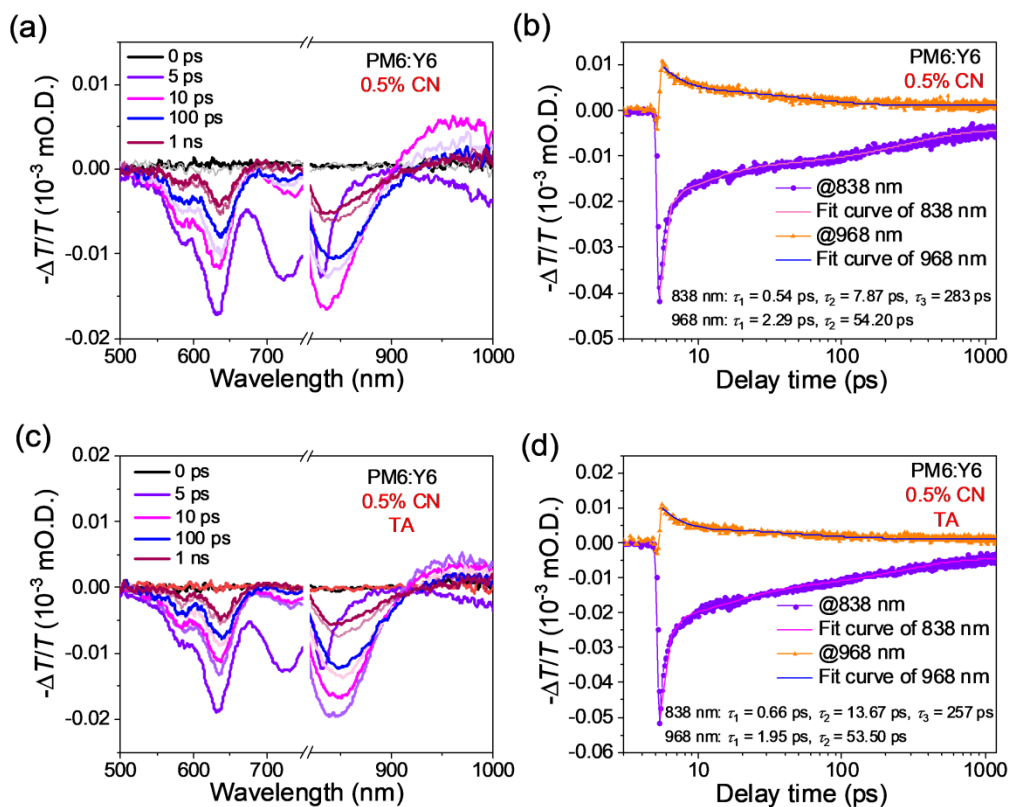 (a)
0 ps
5 ps
10 ps
100 ps
1 ns
PM6:Y6
0.5% CN
0.01
0.00
-0.01
-0.02
-ΔT/T (10⁻³ mO.D.)
500 600 700 900 1000
Wavelength (nm)
(b)
PM6:Y6
0.5% CN
0.01
0.00
-0.01
-0.02
-0.03
-0.04
-0.05
-ΔT/T (10⁻³ mO.D.)
@838 nm
Fit curve of 838 nm
@968 nm
Fit curve of 968 nm
838 nm: τ₁ = 0.54 ps, τ₂ = 7.87 ps, τ₃ = 283 ps
968 nm: τ₁ = 2.29 ps, τ₂ = 54.20 ps
10 100 1000
Delay time (ps)
(c)
0 ps
5 ps
10 ps
100 ps
1 ns
PM6:Y6
0.5% CN
TA
0.02
0.01
0.00
-0.01
-0.02
-ΔT/T (10⁻³ mO.D.)
500 600 700 900 1000
Wavelength (nm)
(d)
PM6:Y6
0.5% CN
TA
0.02
0.01
0.00
-0.01
-0.02
-0.03
-0.04
-0.05
-0.06
-ΔT/T (10⁻³ mO.D.)
@838 nm
Fit curve of 838 nm
@968 nm
Fit curve of 968 nm
838 nm: τ₁ = 0.66 ps, τ₂ = 13.67 ps, τ₃ = 257 ps
968 nm: τ₁ = 1.95 ps, τ₂ = 53.50 ps
10 100 1000
Delay time (ps)